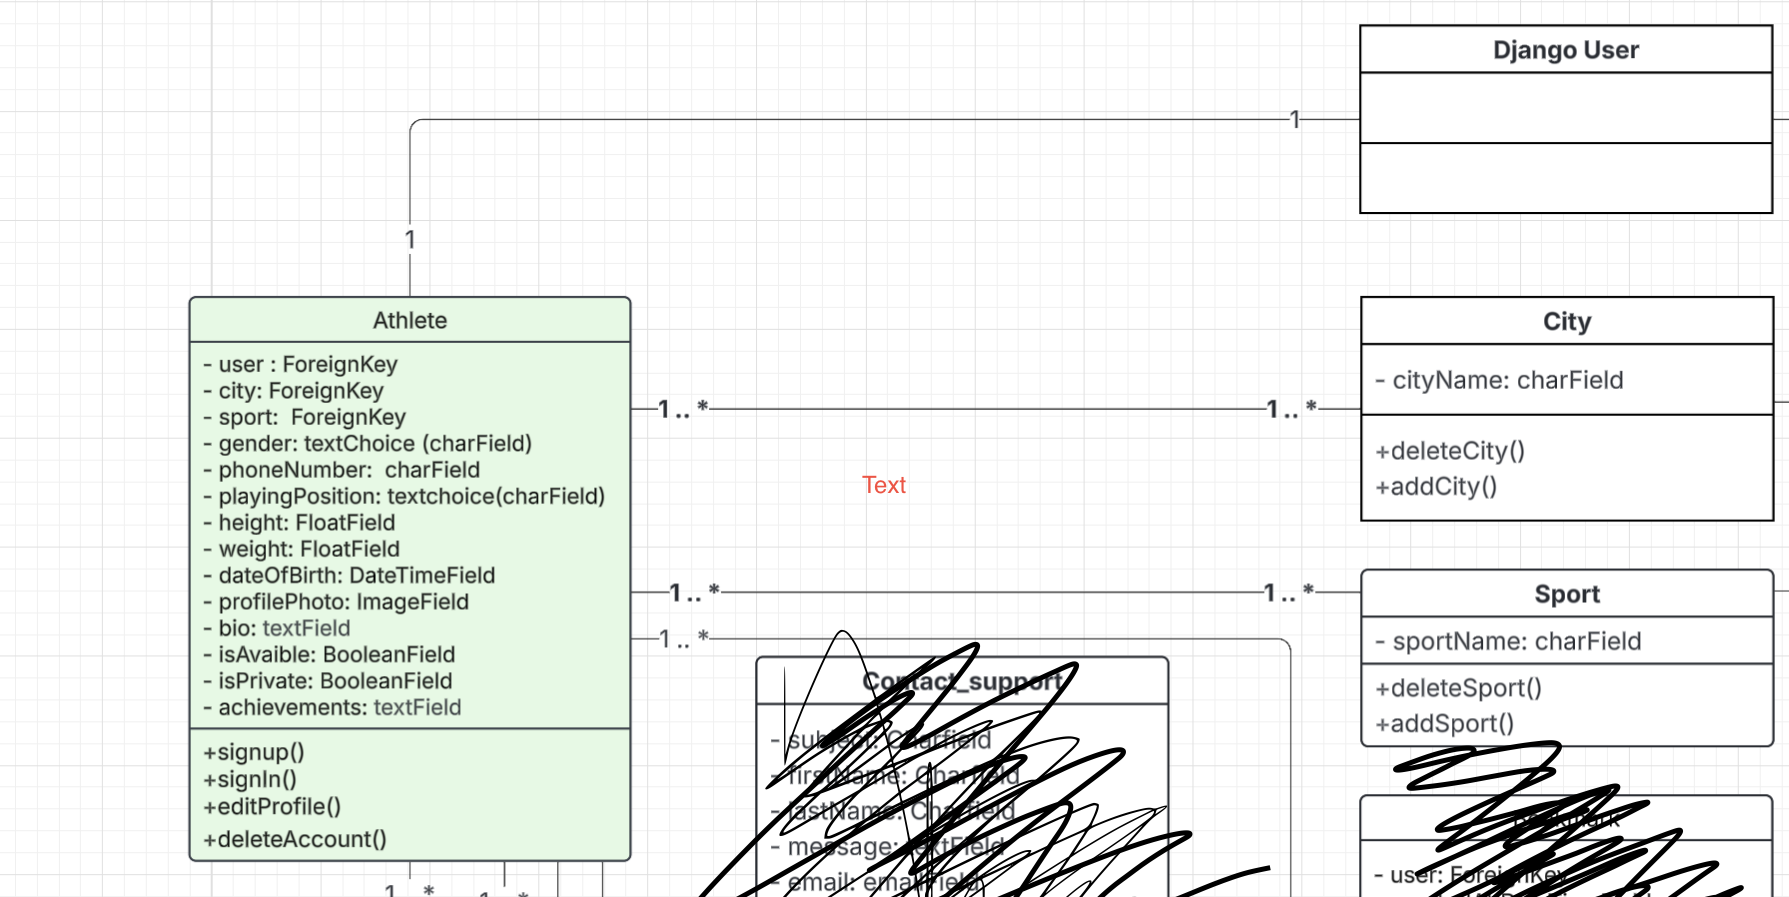 Django User
1
1
Athlete
- user : ForeignKey
- city: ForeignKey
- sport:  ForeignKey
- gender: textChoice (charField)
- phoneNumber:  charField
- playingPosition: textchoice(charField)
- height: FloatField
- weight: FloatField
- dateOfBirth: DateTimeField
- profilePhoto: ImageField
- bio: textField
- isAvaible: BooleanField
- isPrivate: BooleanField
- achievements: textField
+signup()
+signIn()
+editProfile()
+deleteAccount()
1..* 1..*
City
- cityName: charField
+deleteCity()
+addCity()
Text
1..* 1..*
1..*
Sport
- sportName: charField
+deleteSport()
+addSport()
Contact_support
- subject: Charfield
- firstName: Charfield
- lastName: Charfield
- message: textField
- email: emailField
- user: ForeignKey
1 *
1 *